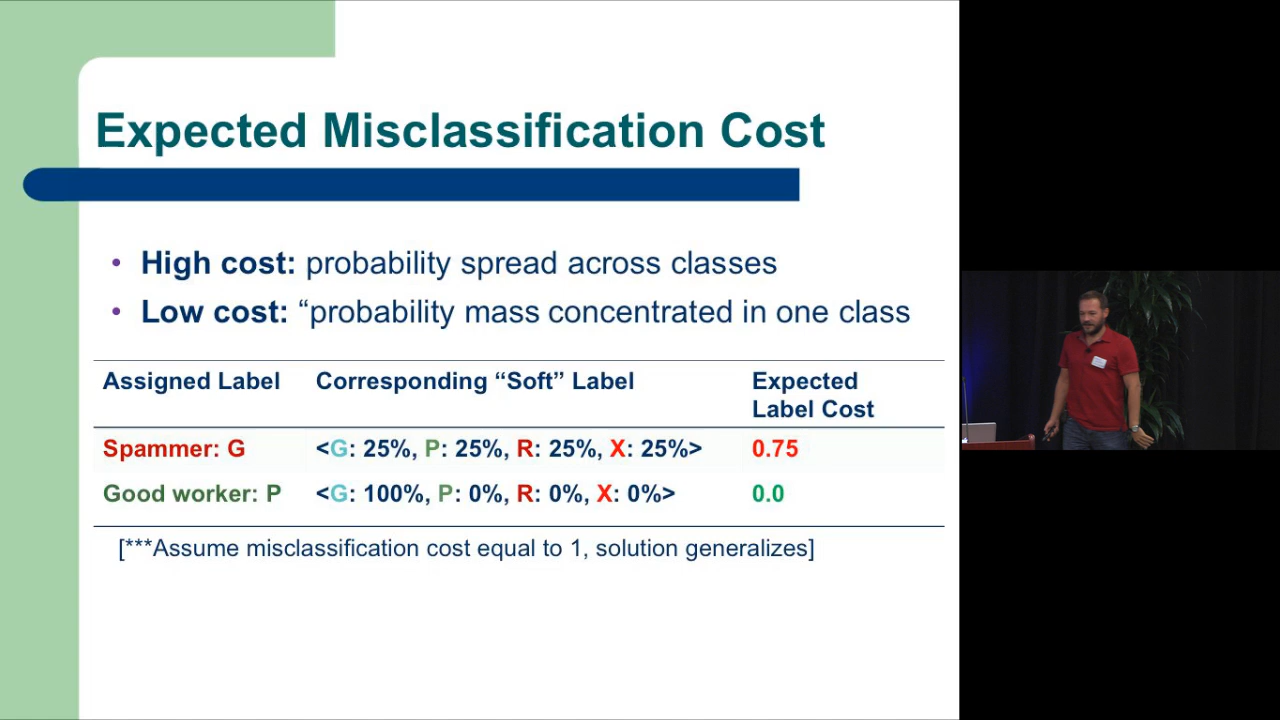 Expected Misclassification Cost
• High cost: probability spread across classes
• Low cost: “probability mass concentrated in one class
Assigned Label Corresponding “Soft” Label Expected
Label Cost
Spammer: G <G: 25%, P: 25%, R: 25%, X: 25%> 0.75
Good worker: P <G: 100%, P: 0%, R: 0%, X: 0%> 0.0
[***Assume misclassification cost equal to 1, solution generalizes]